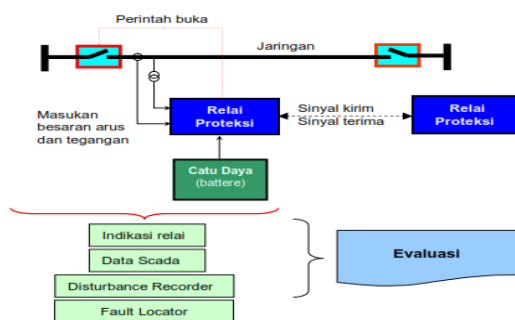 Perintah buka
Jaringan
Masukan
besaran arus
dan tegangan
Relai
Proteksi
Sinyal kirim
Sinyal terima
Relai
Proteksi
Catu Daya
(battere)
Indikasi relai
Data Scada
Disturbance Recorder
Fault Locator
Evaluasi